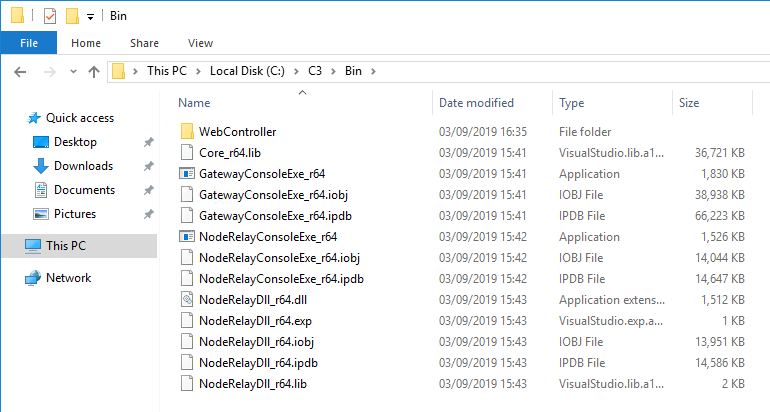 Bin
File Home Share View
This PC Local Disk (C:) C3 Bin
Quick access
Desktop
Downloads
Documents
Pictures
This PC
Network
Name Date modified Type Size
WebController 03/09/2019 16:35 File folder
Core_r64.lib 03/09/2019 15:41 VisualStudio.lib.a1... 36,721 KB
GatewayConsoleExe_r64 03/09/2019 15:41 Application 1,830 KB
GatewayConsoleExe_r64.iobj 03/09/2019 15:41 IOBJ File 38,938 KB
GatewayConsoleExe_r64.ipdb 03/09/2019 15:41 IPDB File 66,223 KB
NodeRelayConsoleExe_r64 03/09/2019 15:42 Application 1,526 KB
NodeRelayConsoleExe_r64.iobj 03/09/2019 15:42 IOBJ File 14,044 KB
NodeRelayConsoleExe_r64.ipdb 03/09/2019 15:42 IPDB File 14,647 KB
NodeRelayDll_r64.dll 03/09/2019 15:43 Application extens... 1,512 KB
NodeRelayDll_r64.exp 03/09/2019 15:43 VisualStudio.exp.a... 1 KB
NodeRelayDll_r64.iobj 03/09/2019 15:43 IOBJ File 13,951 KB
NodeRelayDll_r64.ipdb 03/09/2019 15:43 IPDB File 14,586 KB
NodeRelayDll_r64.lib 03/09/2019 15:43 VisualStudio.lib.a1... 2 KB